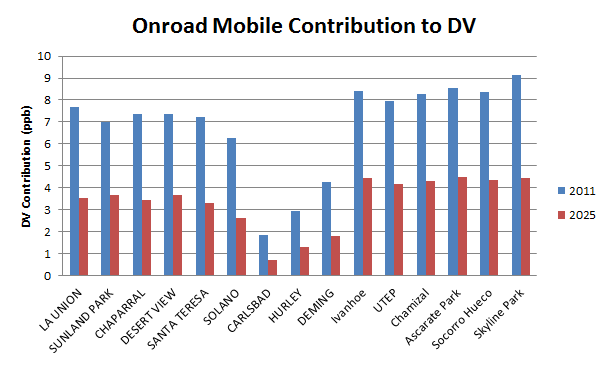 Onroad Mobile Contribution to DV
DV Contribution (ppb)
10
9
8
7
6
5
4
3
2
1
0
LA UNION
SUNLAND PARK
CHAPARRAL
DESERT VIEW
SANTA TERESA
SOLANO
CARLSBAD
HURLEY
DEMING
Ivanhoe
UTEP
Chamizal
Ascarate Park
Socorro Hueco
Skyline Park
2011
2025